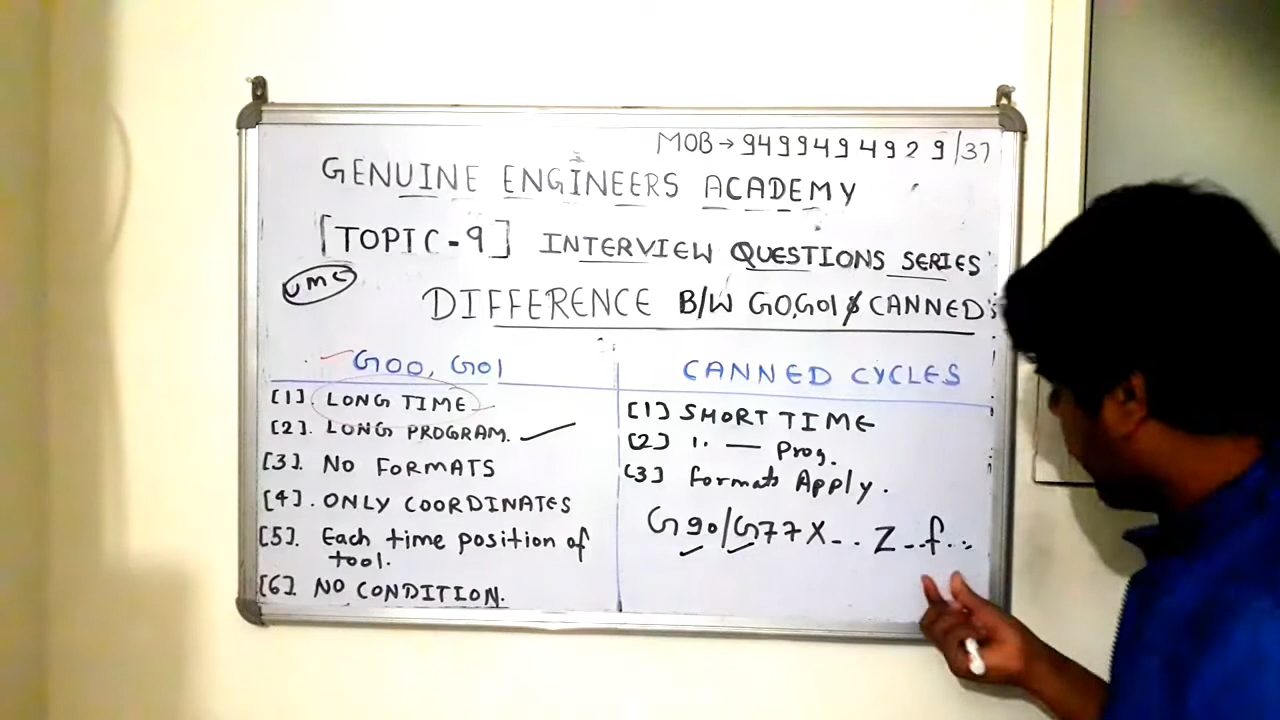 MOB → 9499494929/37
GENUINE ENGINEERS ACADEMY
[TOPIC-9] INTERVIEW QUESTIONS SERIES
VMC
DIFFERENCE B/W G0,G01 & CANNED
G00, G01
[1]. LONG TIME
[2]. LONG PROGRAM.
[3]. NO FORMATS
[4]. ONLY COORDINATES
[5]. Each time position of
tool.
[6]. NO CONDITION.
CANNED CYCLES
[1] SHORT TIME
[2] ،، — Prog.
[3] formats Apply.
G90/G77 X-.. Z-..f...